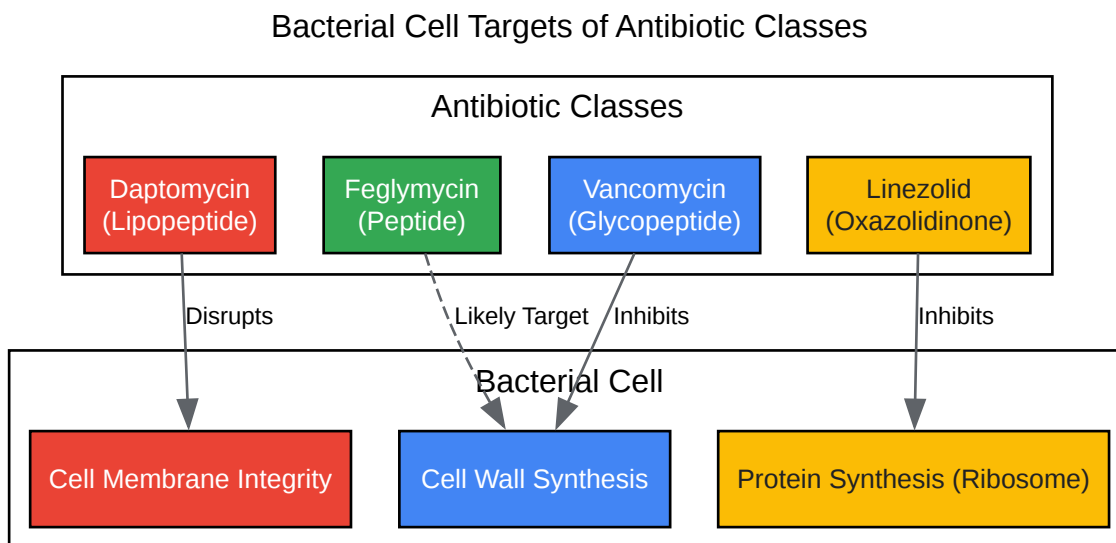 Bacterial Cell Targets of Antibiotic Classes
Antibiotic Classes
Daptomycin
(Lipopeptide)
Feglymycin
(Peptide)
Vancomycin
(Glycopeptide)
Linezolid
(Oxazolidinone)
Disrupts
Likely Target
Inhibits
Inhibits
Bacterial Cell
Cell Membrane Integrity
Cell Wall Synthesis
Protein Synthesis (Ribosome)